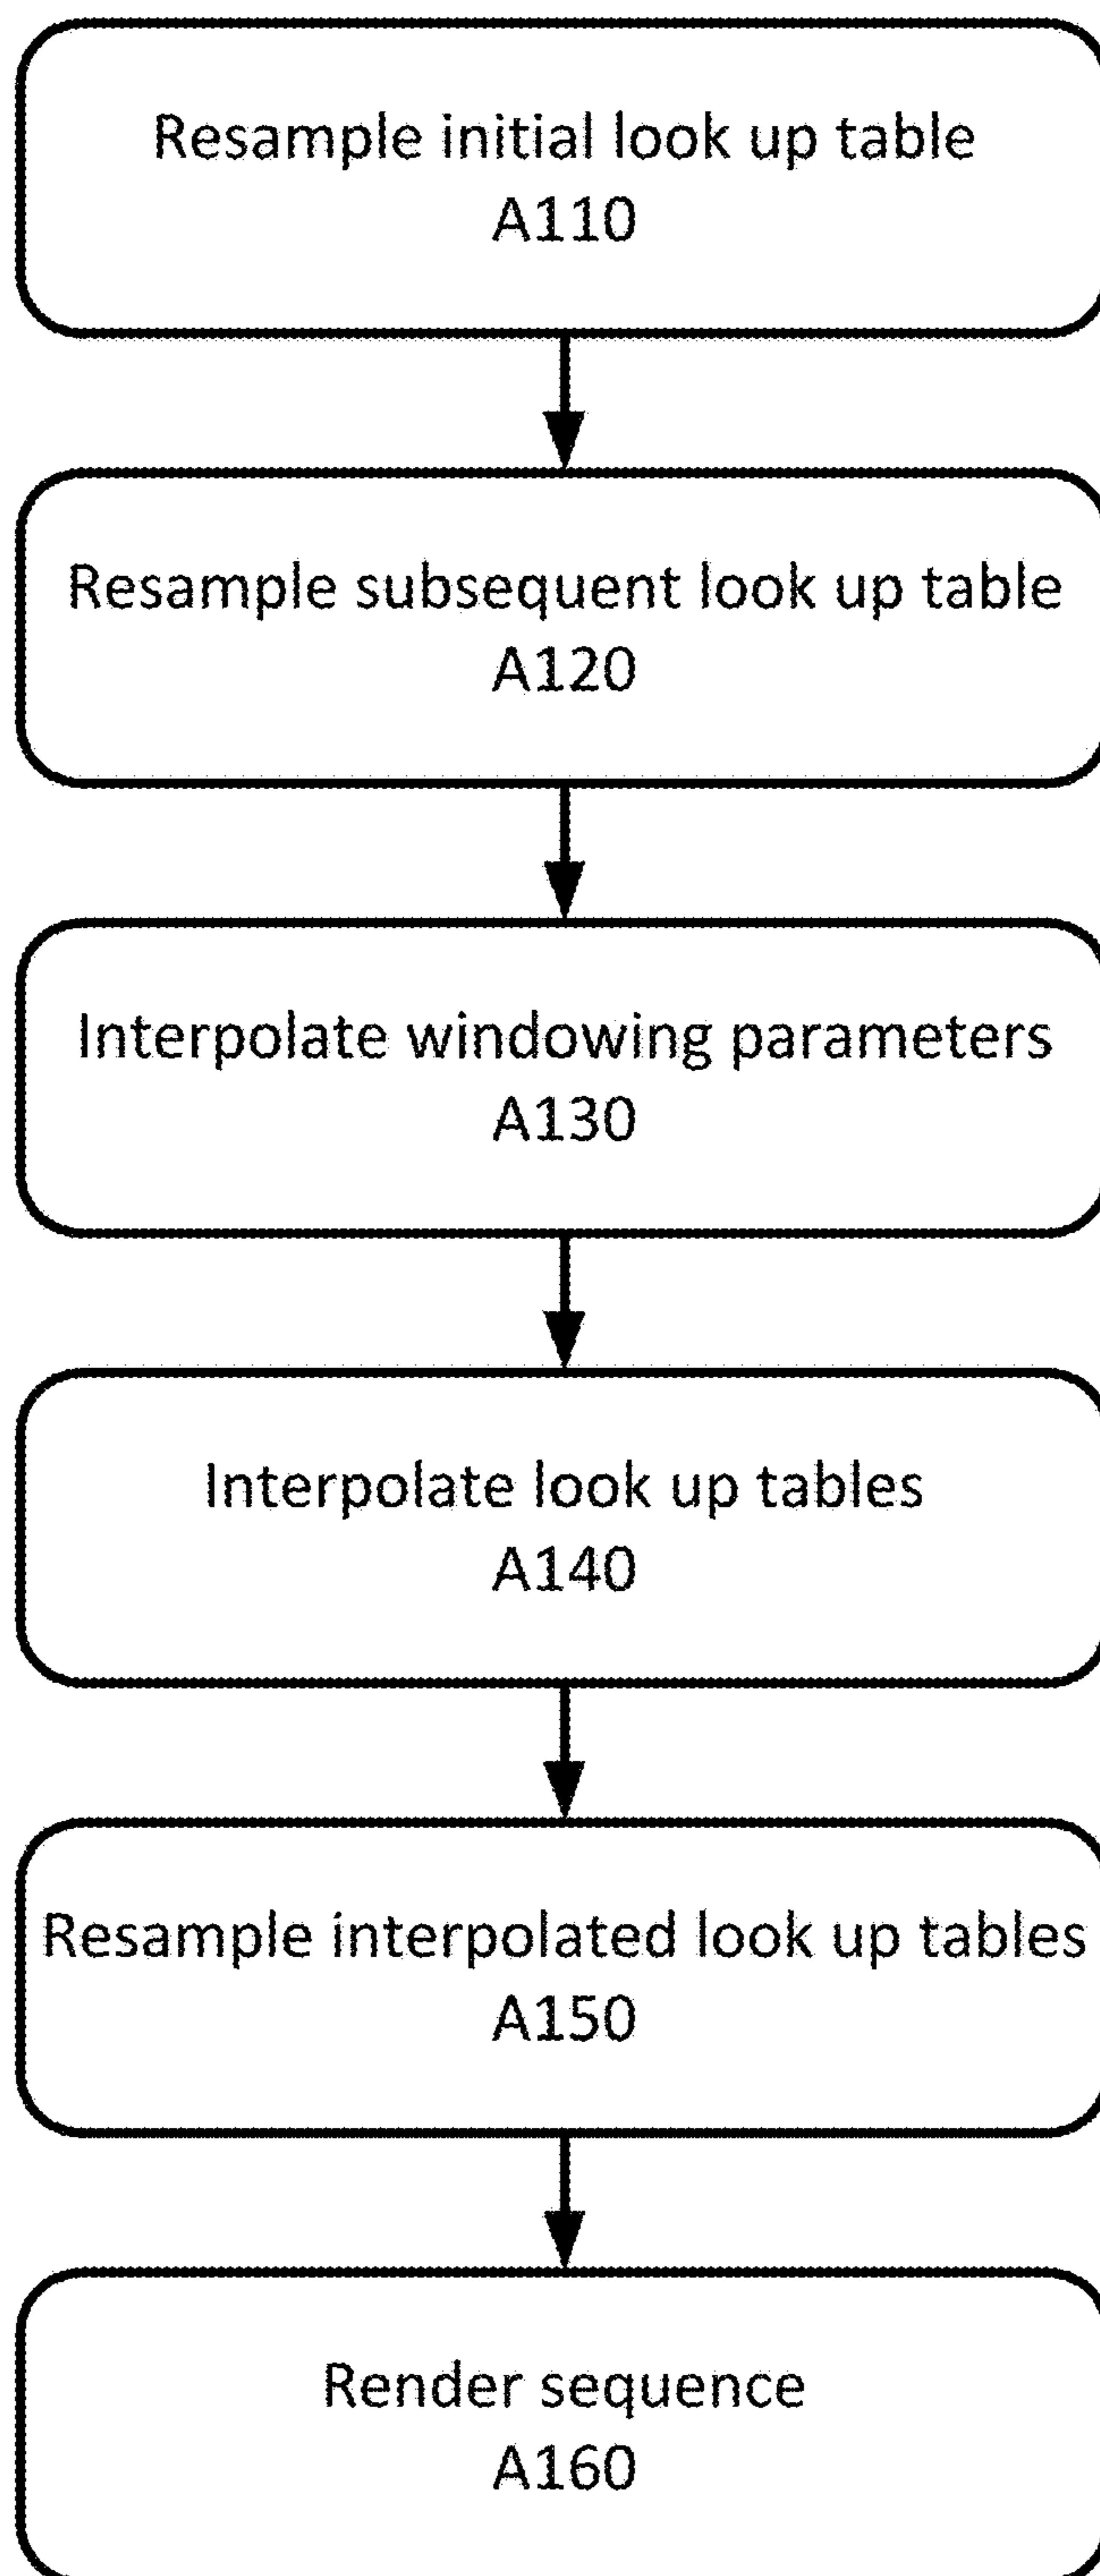 Resample initial look up table
A110
Resample subsequent look up table
A120
Interpolate windowing parameters
A130
Interpolate look up tables
A140
Resample interpolated look up tables
A150
Render sequence
A160